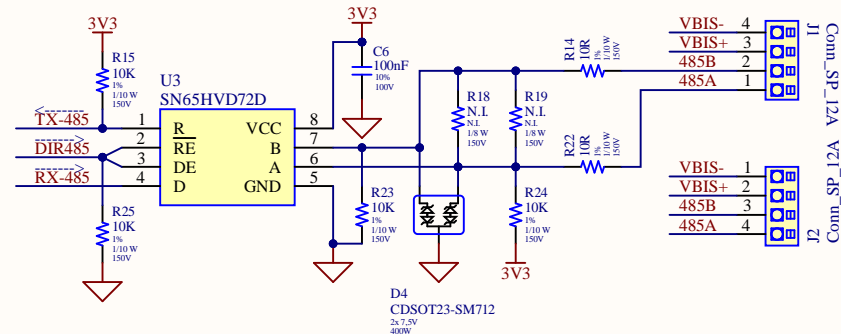 3V3
R15
10K
1%
1/10 W
150V
U3
SN65HVD72D
<------
TX-485
------>
DIR485
------>
RX-485
1
2
3
4
R
RE
DE
D
VCC
B
A
GND
8
7
6
5
R25
10K
1%
1/10 W
150V
3V3
C6
100nF
10%
100V
R23
10K
1%
1/10 W
150V
R18
N.I.
N.I.
1/8 W
150V
R19
N.I.
N.I.
1/8 W
150V
R14
10R
1%
1/10 W
150V
R22
10R
1%
1/10 W
150V
R24
10K
1%
1/10 W
150V
3V3
D4
CDSOT23-SM712
2x 7,5V
400W
VBIS- 4
VBIS+ 3
485B 2
485A 1
J1
Conn_SP_12A_V
VBIS- 1
VBIS+ 2
485B 3
485A 4
J2
Conn_SP_12A